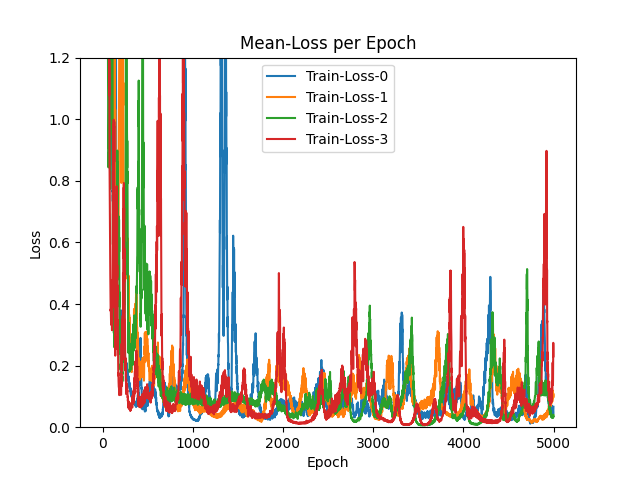 Mean-Loss per Epoch
Train-Loss-0
Train-Loss-1
Train-Loss-2
Train-Loss-3
Loss
1.2
1.0
0.8
0.6
0.4
0.2
0.0
0 1000 2000 3000 4000 5000
Epoch